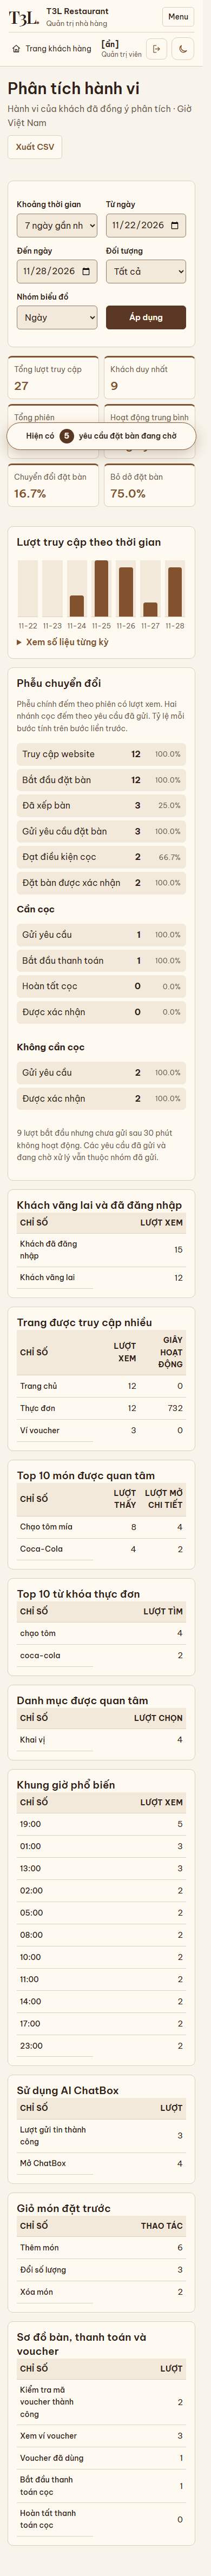 T3L.
T3L Restaurant
Quản trị nhà hàng
Menu
Trang khách hàng
[ẩn]
Quản trị viên
Phân tích hành vi
Hành vi của khách đã đồng ý phân tích · Giờ
Việt Nam
Xuất CSV
Khoảng thời gian
Từ ngày
7 ngày gần nh
11/22/2026
Đến ngày
Đối tượng
11/28/2026
Tất cả
Nhóm biểu đồ
Ngày
Áp dụng
Tổng lượt truy cập
27
Khách duy nhất
9
Tổng phiên
Hoạt động trung bình
Hiện có 5 yêu cầu đặt bàn đang chờ
Chuyển đổi đặt bàn
16.7%
Bỏ dở đặt bàn
75.0%
Lượt truy cập theo thời gian
11-22 11-23 11-24 11-25 11-26 11-27 11-28
Xem số liệu từng kỳ
Phễu chuyển đổi
Phễu chính đếm theo phiên có lượt xem. Hai
nhánh cọc đếm theo yêu cầu đã gửi. Tỷ lệ mỗi
bước tính trên bước liền trước.
Truy cập website 12 100.0%
Bắt đầu đặt bàn 12 100.0%
Đã xếp bàn 3 25.0%
Gửi yêu cầu đặt bàn 3 100.0%
Đạt điều kiện cọc 2 66.7%
Đặt bàn được xác nhận 2 100.0%
Cần cọc
Gửi yêu cầu 1 100.0%
Bắt đầu thanh toán 1 100.0%
Hoàn tất cọc 0 0.0%
Được xác nhận 0 0.0%
Không cần cọc
Gửi yêu cầu 2 100.0%
Được xác nhận 2 100.0%
9 lượt bắt đầu nhưng chưa gửi sau 30 phút
không hoạt động. Các yêu cầu đã gửi và
đang chờ xử lý vẫn thuộc nhóm đã gửi.
Khách vãng lai và đã đăng nhập
CHỈ SỐ LƯỢT XEM
Khách đã đăng
nhập 15
Khách vãng lai 12
Trang được truy cập nhiều
CHỈ SỐ LƯỢT XEM GIÂY HOẠT ĐỘNG
Trang chủ 12 0
Thực đơn 12 732
Ví voucher 3 0
Top 10 món được quan tâm
CHỈ SỐ LƯỢT THẤY LƯỢT MỞ CHI TIẾT
Chạo tôm mía 8 4
Coca-Cola 4 2
Top 10 từ khóa thực đơn
CHỈ SỐ LƯỢT TÌM
chạo tôm 4
coca-cola 2
Danh mục được quan tâm
CHỈ SỐ LƯỢT CHỌN
Khai vị 4
Khung giờ phổ biến
CHỈ SỐ LƯỢT XEM
19:00 5
01:00 3
13:00 3
02:00 2
05:00 2
08:00 2
10:00 2
11:00 2
14:00 2
17:00 2
23:00 2
Sử dụng AI ChatBox
CHỈ SỐ LƯỢT
Lượt gửi tin thành
công 3
Mở ChatBox 4
Giỏ món đặt trước
CHỈ SỐ THAO TÁC
Thêm món 6
Đổi số lượng 3
Xóa món 2
Sơ đồ bàn, thanh toán và
voucher
CHỈ SỐ LƯỢT
Kiểm tra mã
voucher thành
công 2
Xem ví voucher 3
Voucher đã dùng 1
Bắt đầu thanh
toán cọc 1
Hoàn tất thanh
toán cọc 0